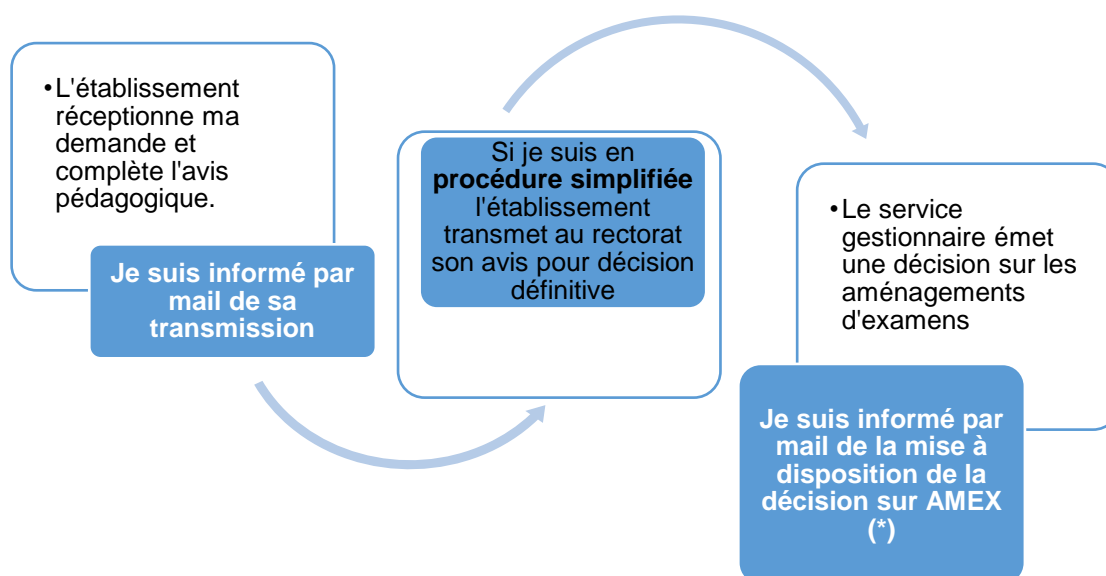 •L'établissement
réceptionne ma
demande et
complète l'avis
pédagogique.
Je suis informé par
mail de sa
transmission
Si je suis en
procédure simplifiée
l'établissement
transmet au rectorat
son avis pour décision
définitive
•Le service
gestionnaire émet
une décision sur les
aménagements
d'examens
Je suis informé par
mail de la mise à
disposition de la
décision sur AMEX
(*)